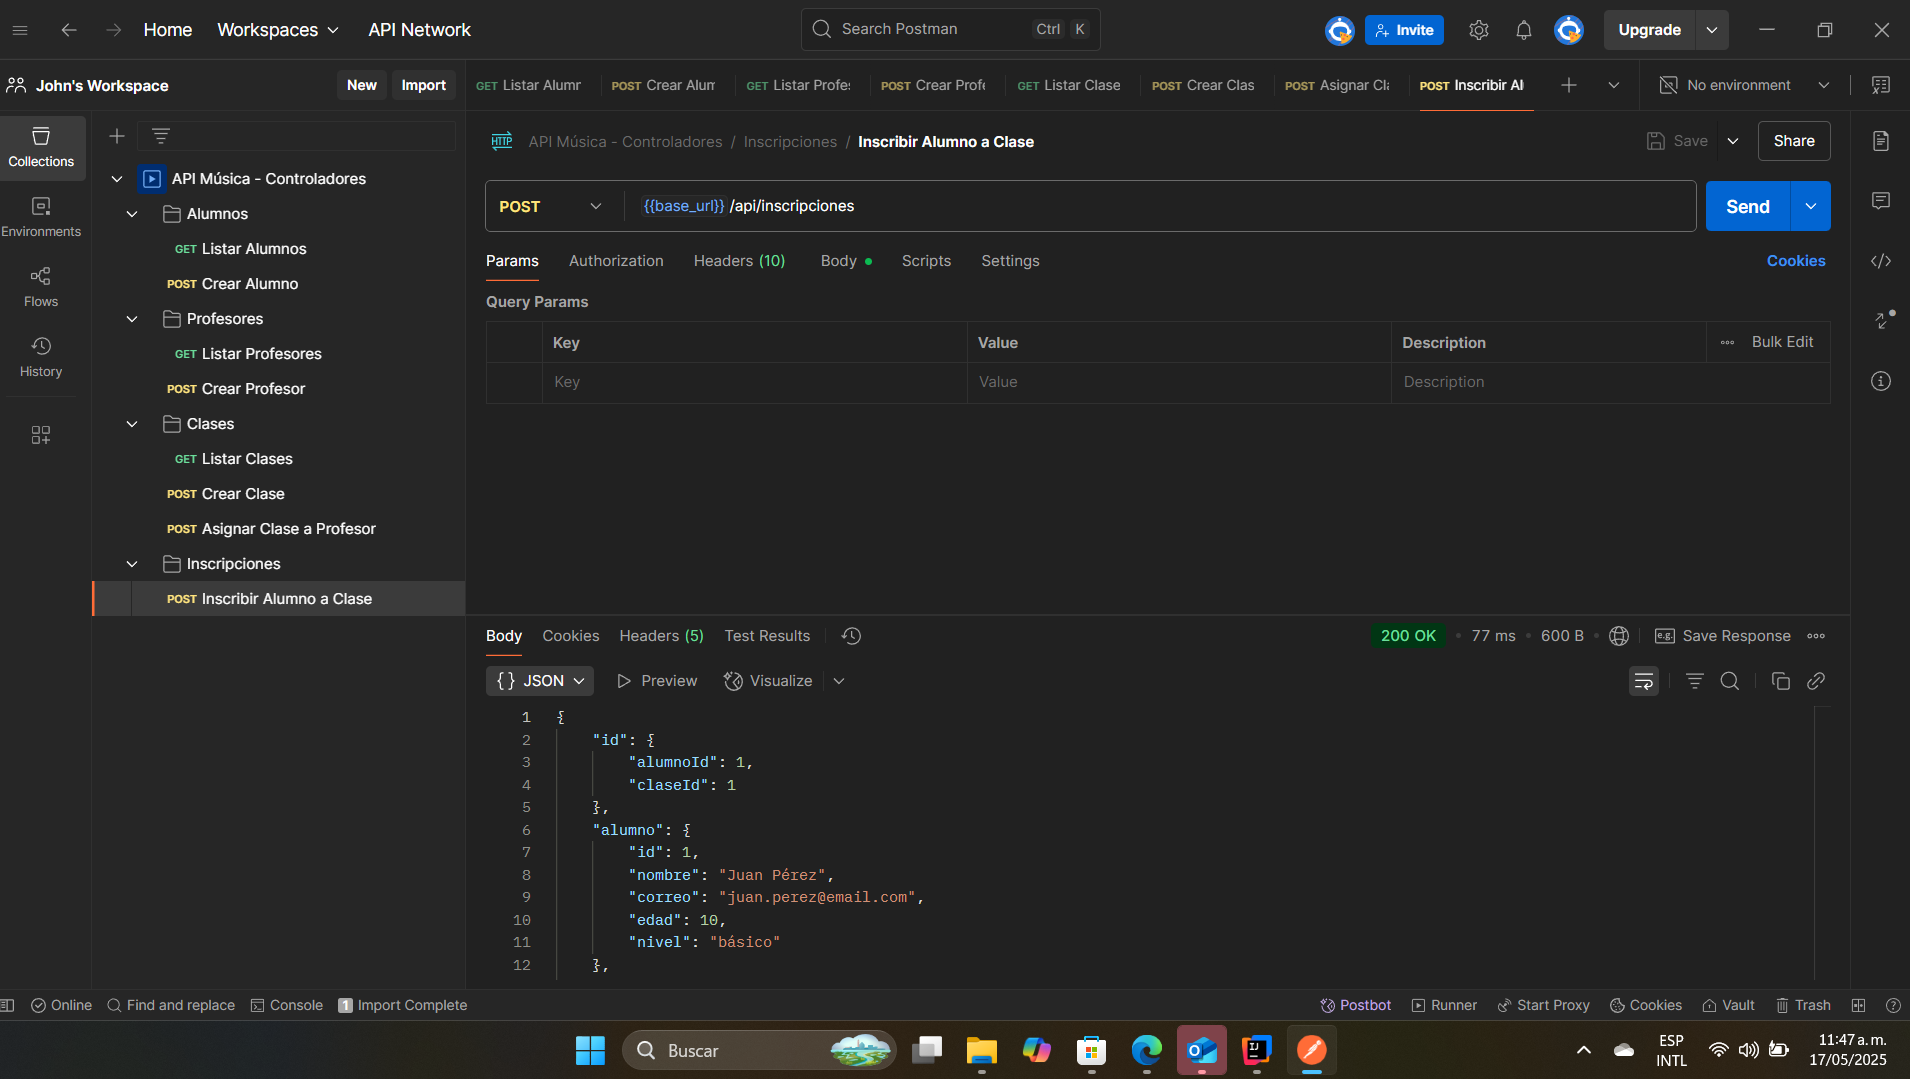 Home
Workspaces
API Network
Search Postman
Ctrl
K
Invite
Upgrade
John's Workspace
New
Import
GET Listar Alumr
POST Crear Alum
GET Listar Profes
POST Crear Profe
GET Listar Clase
POST Crear Clas
POST Asignar Cla
POST Inscribir Al
No environment
Collections
Environments
Flows
History
API Música - Controladores
Alumnos
GET Listar Alumnos
POST Crear Alumno
Profesores
GET Listar Profesores
POST Crear Profesor
Clases
GET Listar Clases
POST Crear Clase
POST Asignar Clase a Profesor
Inscripciones
POST Inscribir Alumno a Clase
HTTP API Música - Controladores / Inscripciones / Inscribir Alumno a Clase
Save
Share
POST
{{base_url}} /api/inscripciones
Send
Params
Authorization
Headers (10)
Body
Scripts
Settings
Cookies
Query Params
Key
Value
Description
Bulk Edit
Key
Value
Description
Body
Cookies
Headers (5)
Test Results
200 OK
77 ms
600 B
e.g.
Save Response
{} JSON
Preview
Visualize
1 {
2 "id": {
3 "alumnoId": 1,
4 "claseId": 1
5 },
6 "alumno": {
7 "id": 1,
8 "nombre": "Juan Pérez",
9 "correo": "juan.perez@email.com",
10 "edad": 10,
11 "nivel": "básico"
12 },
Online
Find and replace
Console
1 Import Complete
Postbot
Runner
Start Proxy
Cookies
Vault
Trash
Buscar
ESP
INTL
11:47 a. m.
17/05/2025